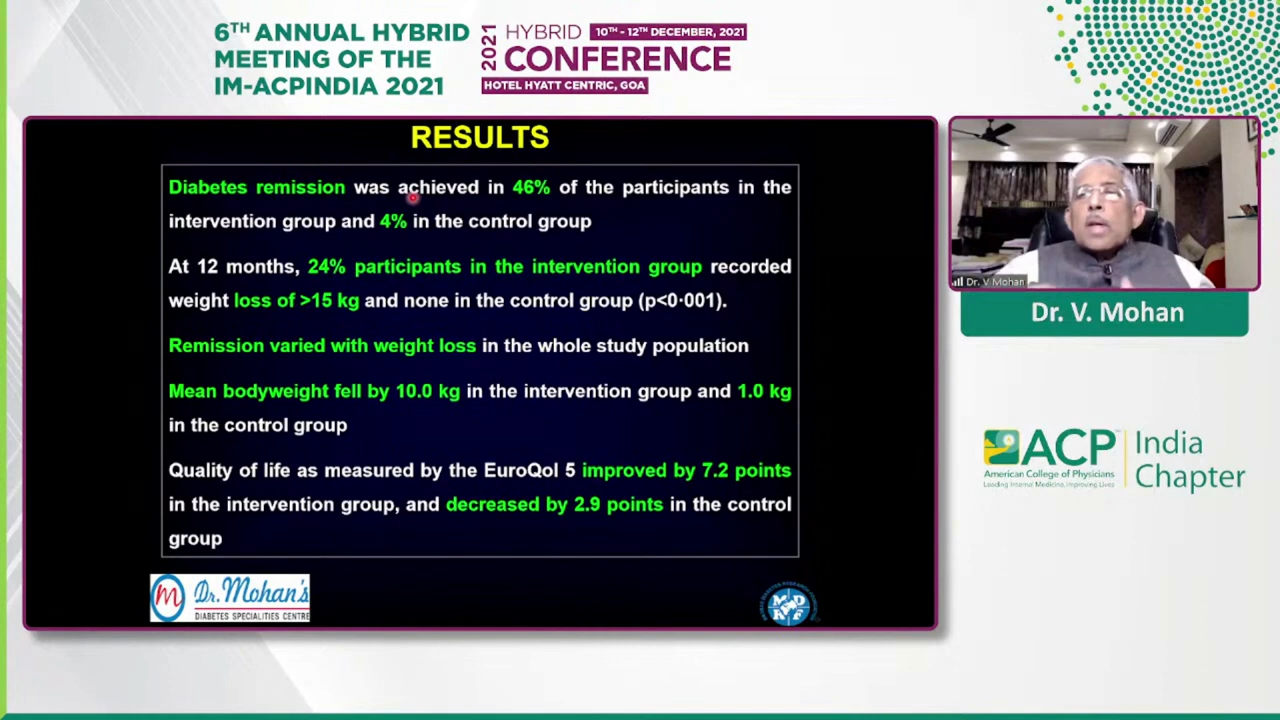 6TH ANNUAL HYBRID
MEETING OF THE
IM-ACPINDIA 2021
2021
HYBRID
10TH - 12TH DECEMBER, 2021
CONFERENCE
HOTEL HYATT CENTRIC, GOA
RESULTS
Diabetes remission was achieved in 46% of the participants in the
intervention group and 4% in the control group
At 12 months, 24% participants in the intervention group recorded
weight loss of >15 kg and none in the control group (p<0·001).
Remission varied with weight loss in the whole study population
Mean bodyweight fell by 10.0 kg in the intervention group and 1.0 kg
in the control group
Quality of life as measured by the EuroQol 5 improved by 7.2 points
in the intervention group, and decreased by 2.9 points in the control
group
m
Dr.Mohan's
DIABETES SPECIALITIES CENTRE
Dr. V Mohan
Dr. V. Mohan
ACP
American College of Physicians
Leading Internal Medicine, Improving Lives
India
Chapter